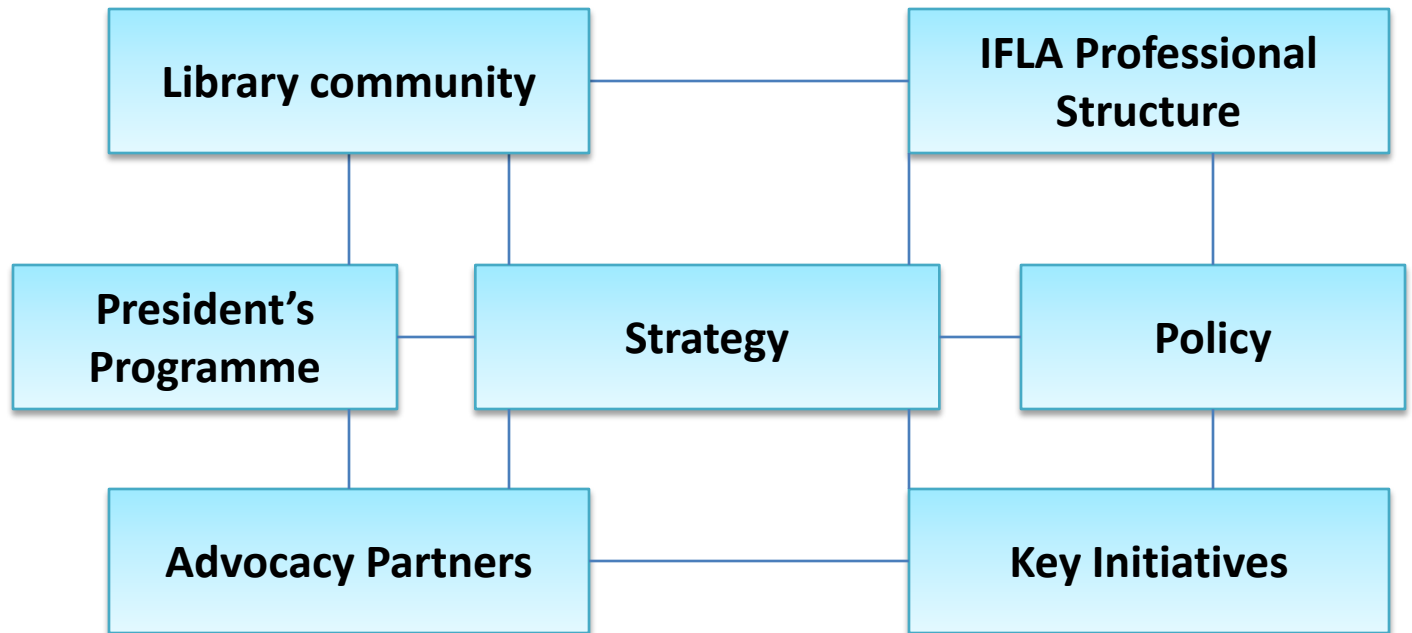 Library community
IFLA Professional
Structure
President’s
Programme
Strategy
Policy
Advocacy Partners
Key Initiatives